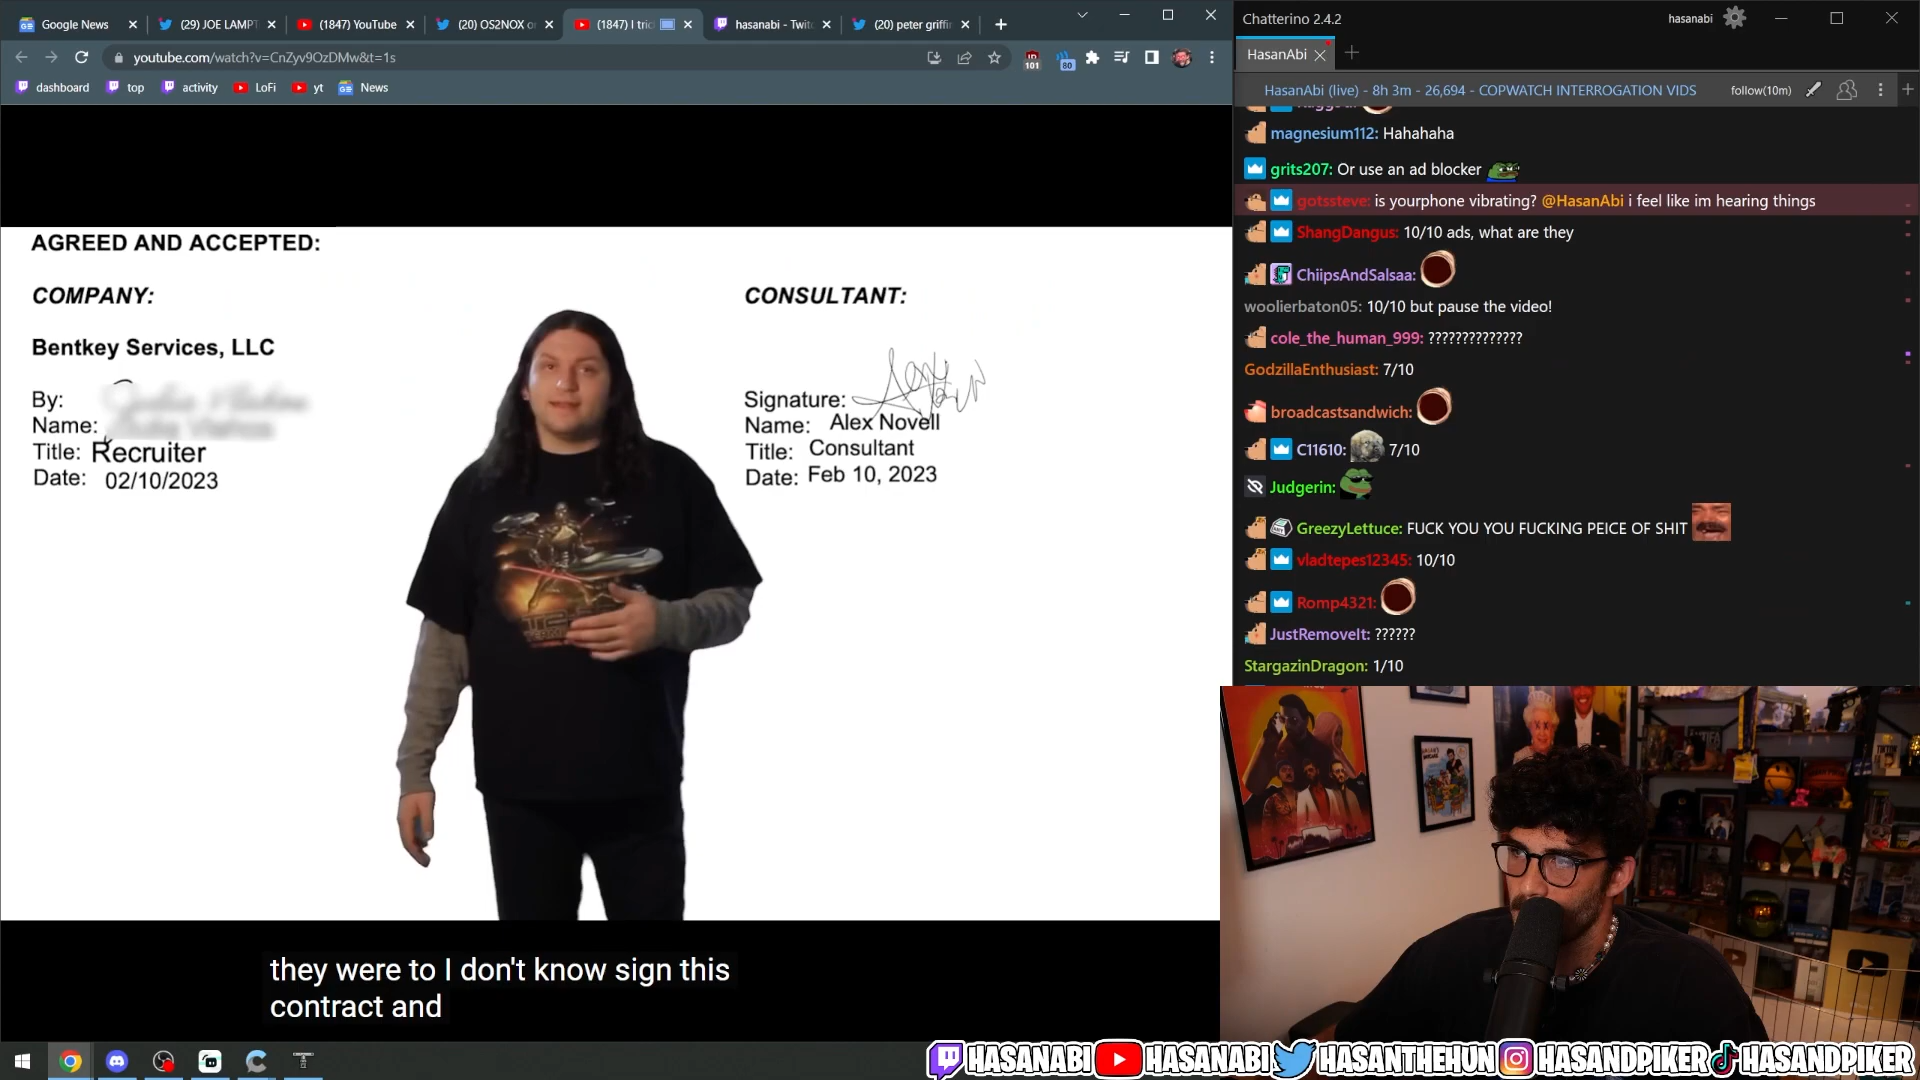 Google News
(29) JOE LAMPT
(1847) YouTube
(20) OS2NOX or
(1847) I tric
hasanabi - Twitc
(20) peter griffin
youtube.com/watch?v=CnZyv9OzDMw&t=1s
101
80
dashboard
top
activity
LoFi
yt
News
AGREED AND ACCEPTED:
COMPANY:
Bentkey Services, LLC
By:
Name:
Title: Recruiter
Date: 02/10/2023
CONSULTANT:
Signature:
Name: Alex Novell
Title: Consultant
Date: Feb 10, 2023
they were to I don't know sign this
contract and
Chatterino 2.4.2
hasanabi
HasanAbi
HasanAbi (live) - 8h 3m - 26,694 - COPWATCH INTERROGATION VIDS
follow(10m)
magnesium112: Hahahaha
grits207: Or use an ad blocker
gotssteve: is yourphone vibrating? @HasanAbi i feel like im hearing things
ShangDangus: 10/10 ads, what are they
ChiipsAndSalsaa:
woolierbaton05: 10/10 but pause the video!
cole_the_human_999: ??????????????
GodzillaEnthusiast: 7/10
broadcastsandwich:
C11610: 7/10
Judgerin:
GreezyLettuce: FUCK YOU YOU FUCKING PEICE OF SHIT
vladtepes12345: 10/10
Romp4321:
JustRemoveIt: ??????
StargazinDragon: 1/10
HASANABI
HASANABI
HASANTHEHUN
HASANDPIKER
HASANDPIKER